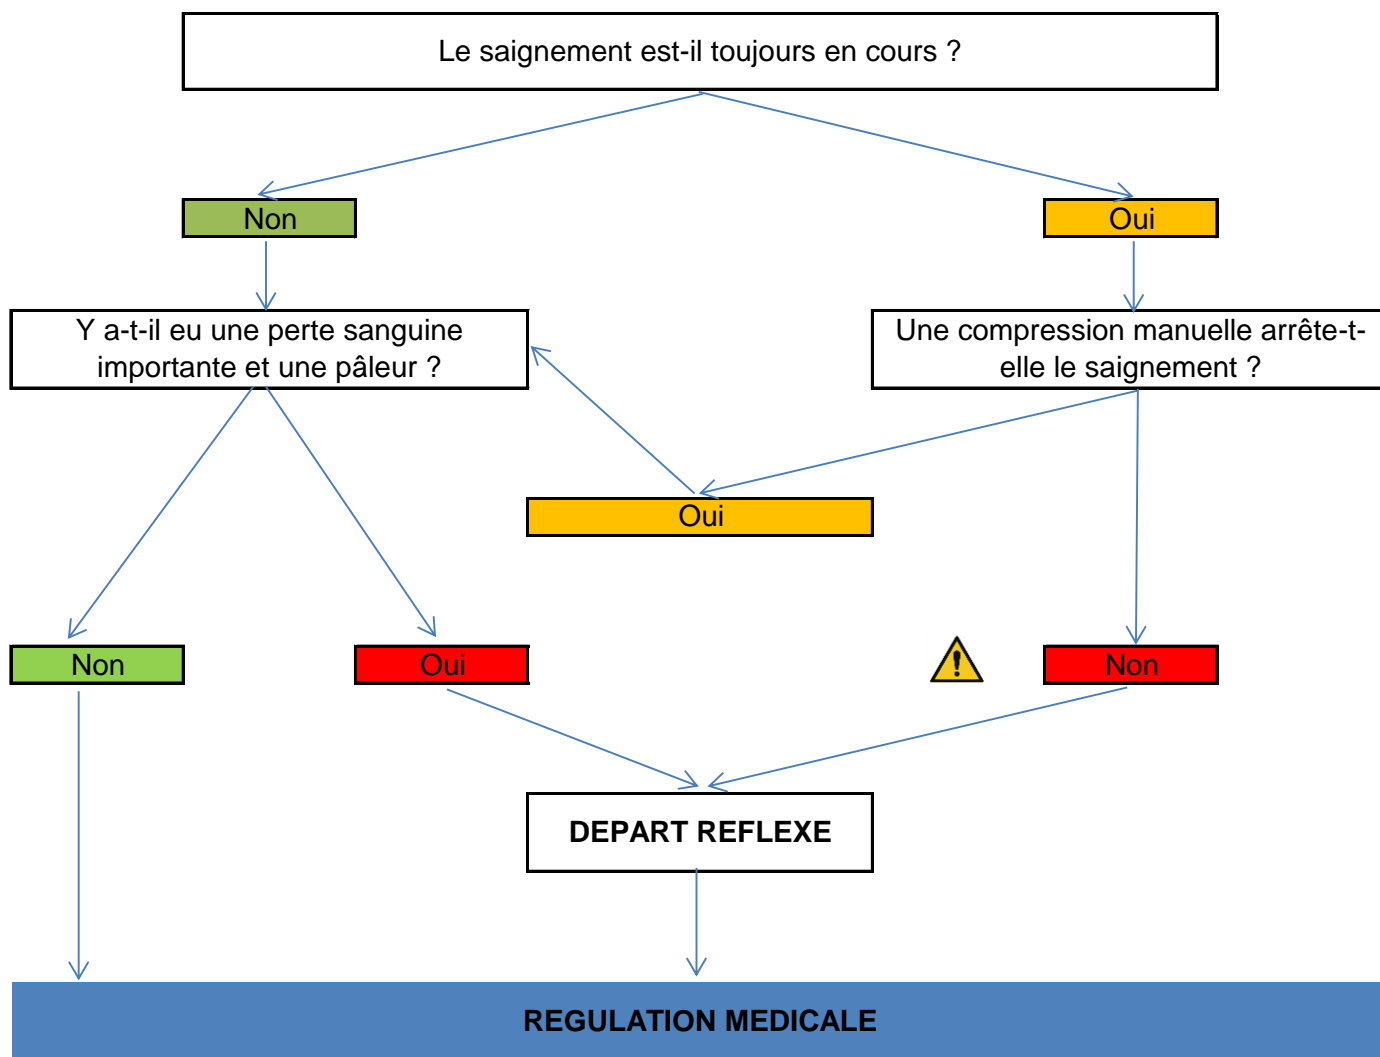 Le saignement est-il toujours en cours ?
Non
Oui
Y a-t-il eu une perte sanguine
importante et une pâleur ?
Une compression manuelle arrête-t-
elle le saignement ?
Oui
Non
Oui
Non
DEPART REFLEXE
REGULATION MEDICALE